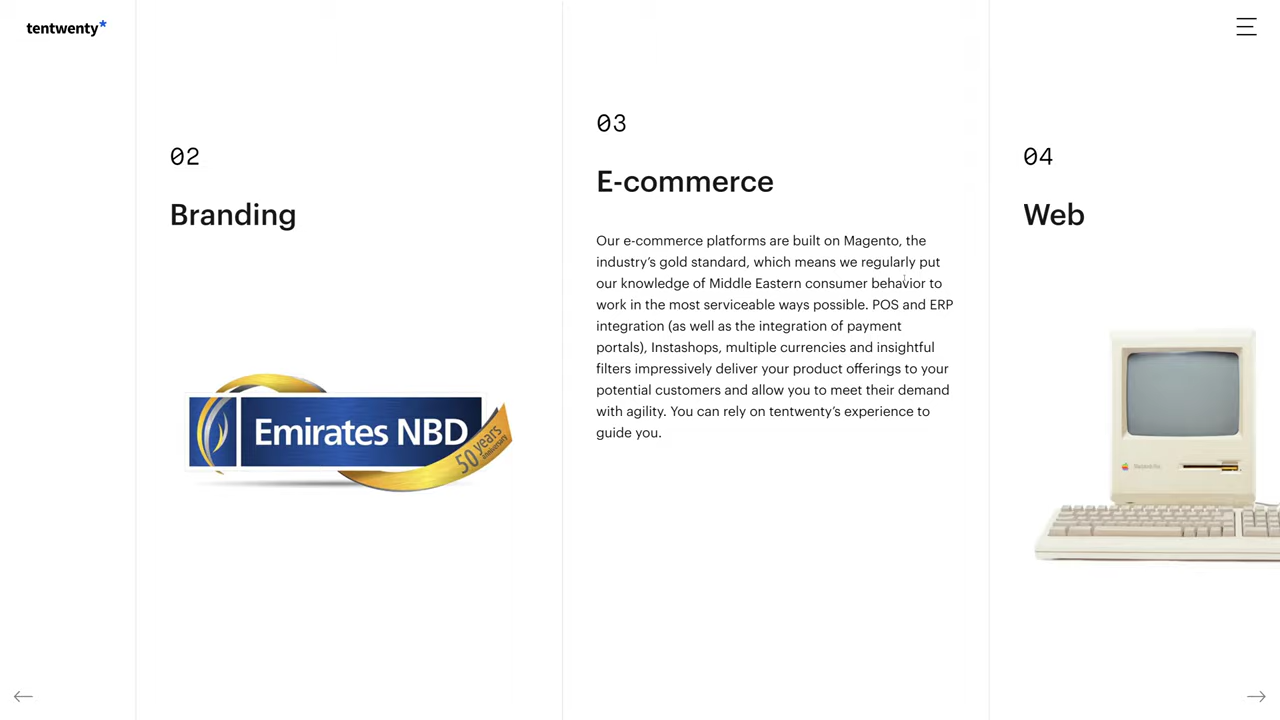 tentwenty*
02
Branding
Emirates NBD
50 years
anniversary
03
E-commerce
Our e-commerce platforms are built on Magento, the
industry’s gold standard, which means we regularly put
our knowledge of Middle Eastern consumer behavior to
work in the most serviceable ways possible. POS and ERP
integration (as well as the integration of payment
portals), Instashops, multiple currencies and insightful
filters impressively deliver your product offerings to your
potential customers and allow you to meet their demand
with agility. You can rely on tentwenty’s experience to
guide you.
04
Web